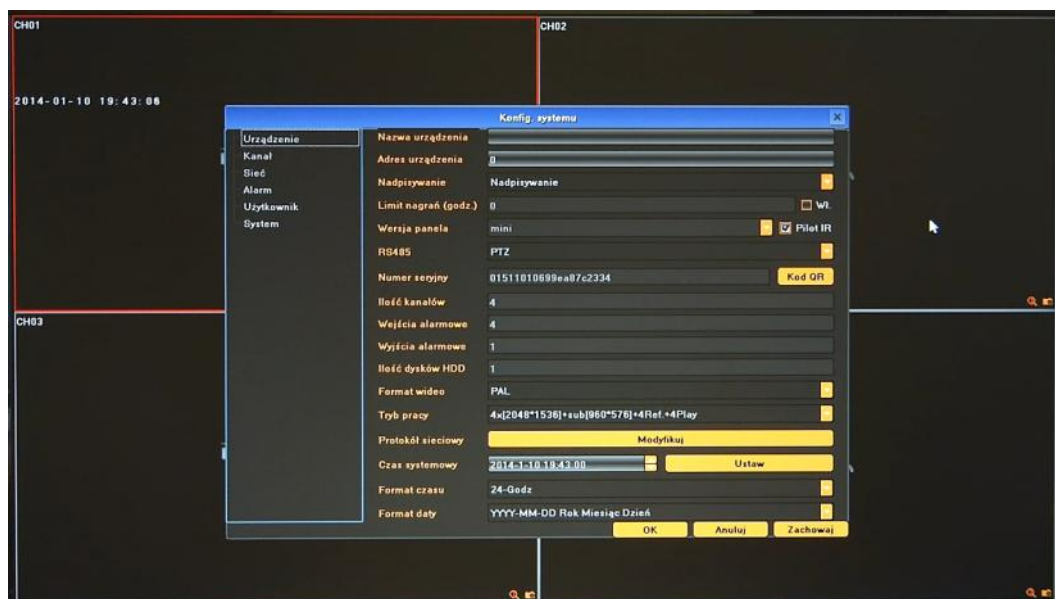 CH01
CH02
2014-01-10 19:43:06
Konfig. systemu
Urządzenie
Kanał
Sieć
Alarm
Użytkownik
System
Nazwa urządzenia
Adres urządzenia 0
Nadpisywanie Nadpisywanie
Limit nagrań (godz.) 0 Wł.
Wersja panela mini Pilot IR
RS485 PTZ
Numer seryjny 01511010699ea87c2334 Kod QR
Ilość kanałów 4
Wejścia alarmowe 4
Wyjścia alarmowe 1
Ilość dysków HDD 1
Format wideo PAL
Tryb pracy 4x[2048*1536]+sub[960*576]+4Ref.+4Play
Protokół sieciowy Modyfikuj
Czas systemowy 2014-1-10 19:43:00 Ustaw
Format czasu 24-Godz
Format daty YYYY-MM-DD Rok Miesiąc Dzień
OK Anuluj Zachowaj
CH03